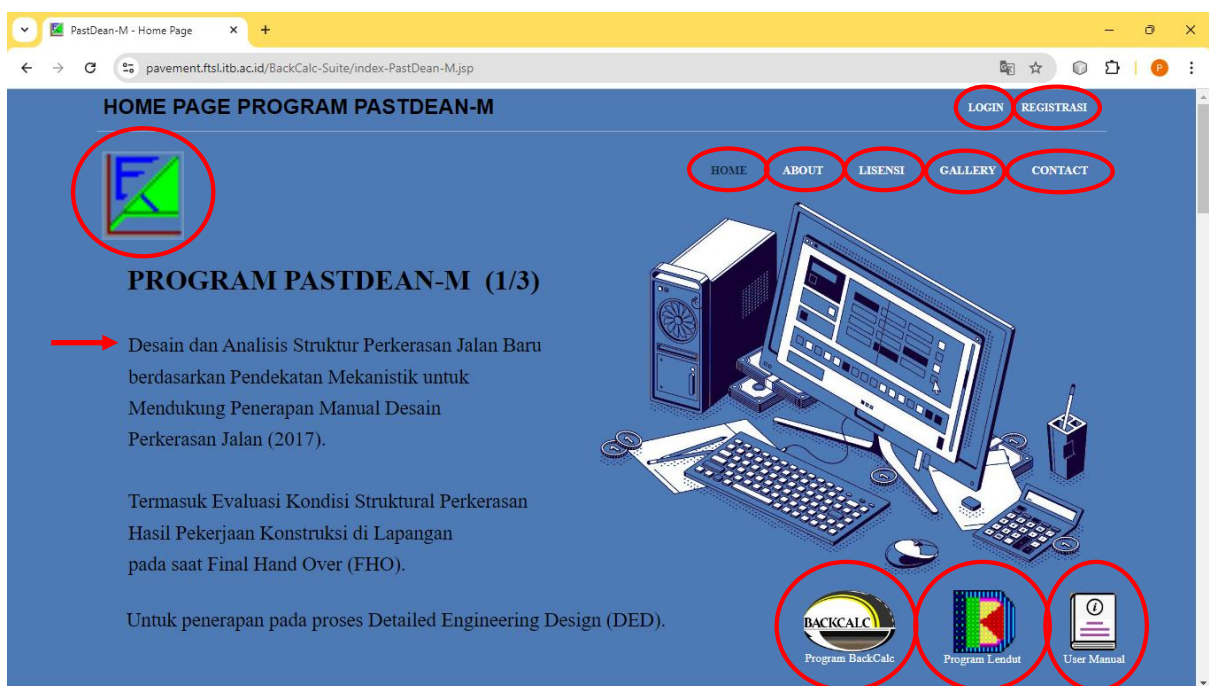 PastDean-M - Home Page
pavement.ftsl.itb.ac.id/BackCalc-Suite/index-PastDean-M.jsp
P
HOME PAGE PROGRAM PASTDEAN-M
LOGIN REGISTRASI
HOME ABOUT LISENSI GALLERY CONTACT
PROGRAM PASTDEAN-M (1/3)
Desain dan Analisis Struktur Perkerasan Jalan Baru
berdasarkan Pendekatan Mekanistik untuk
Mendukung Penerapan Manual Desain
Perkerasan Jalan (2017).
Termasuk Evaluasi Kondisi Struktural Perkerasan
Hasil Pekerjaan Konstruksi di Lapangan
pada saat Final Hand Over (FHO).
Untuk penerapan pada proses Detailed Engineering Design (DED).
BACKCALC
Program BackCalc Program Lendut User Manual